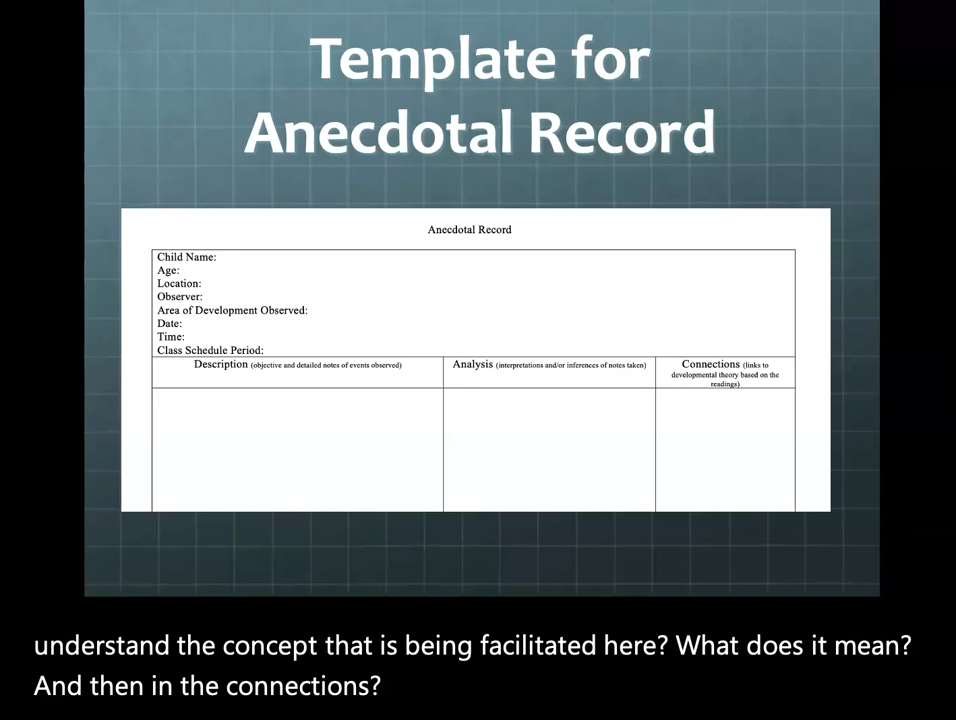 Template for
Anecdotal Record
Anecdotal Record
Child Name:
Age:
Location:
Observer:
Area of Development Observed:
Date:
Time:
Class Schedule Period:
Description (objective and detailed notes of events observed)
Analysis (interpretations and/or inferences of notes taken)
Connections (links to
developmental theory based on the
readings)
understand the concept that is being facilitated here? What does it mean?
And then in the connections?